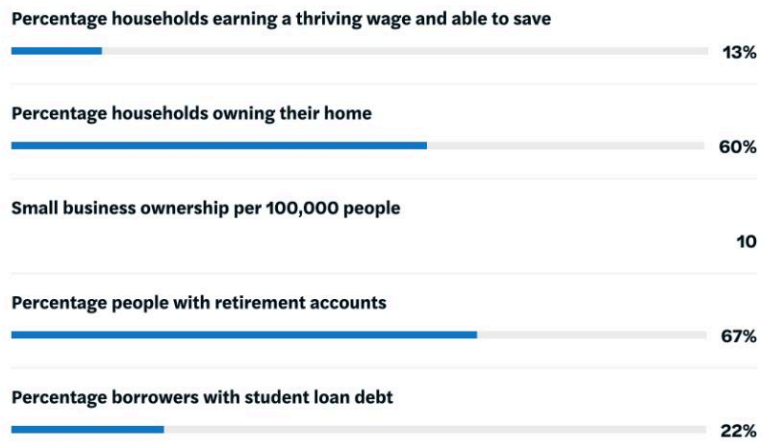 Percentage households earning a thriving wage and able to save
13%
Percentage households owning their home
60%
Small business ownership per 100,000 people
10
Percentage people with retirement accounts
67%
Percentage borrowers with student loan debt
22%